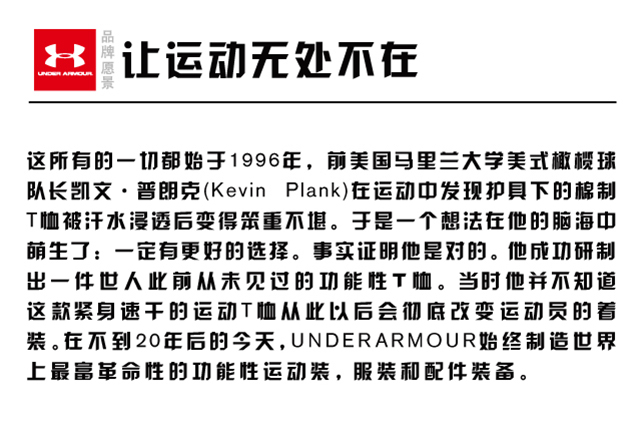 UNDER ARMOUR
品牌愿景
让运动无处不在
这所有的一切都始于1996年，前美国马里兰大学美式橄榄球
队长凯文·普朗克(Kevin Plank)在运动中发现护具下的棉制
T恤被汗水浸透后变得笨重不堪。于是一个想法在他的脑海中
萌生了：一定有更好的选择。事实证明他是对的。他成功研制
出一件世人此前从未见过的功能性T恤。当时他并不知道
这款紧身速干的运动T恤从此以后会彻底改变运动员的着
装。在不到20年后的今天,UNDERARMOUR始终制造世界
上最富革命性的功能性运动装，服装和配件装备。